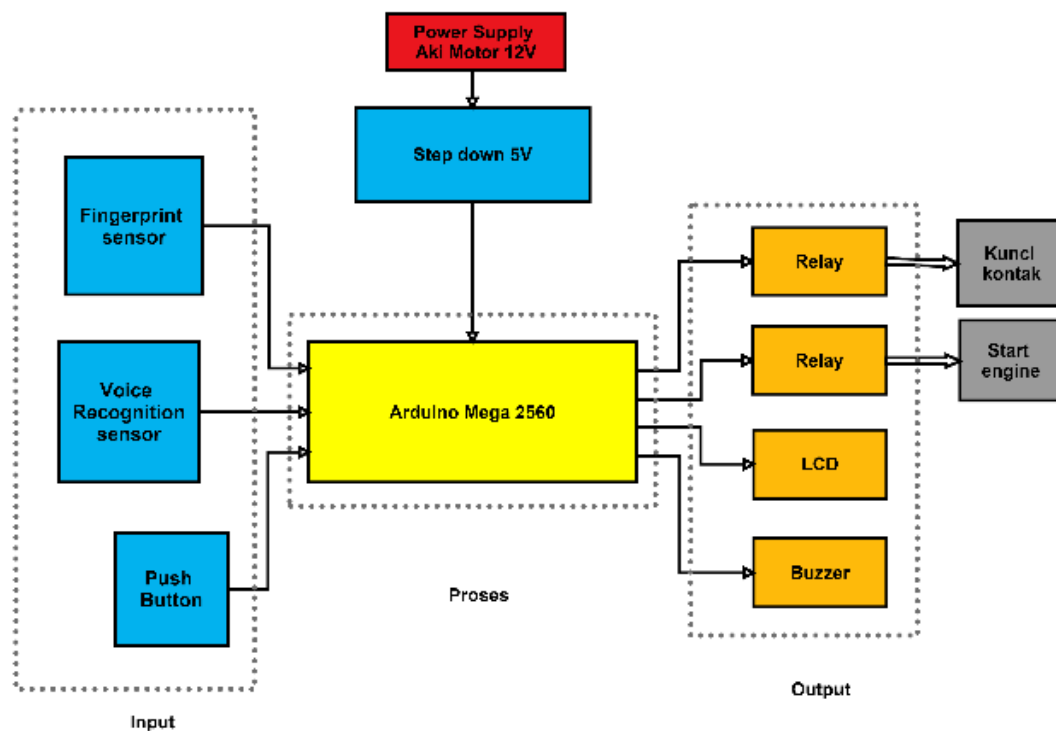 Power Supply
Aki Motor 12V
Step down 5V
Fingerprint
sensor
Voice
Recognition
sensor
Push
Button
Input
Arduino Mega 2560
Proses
Relay
Relay
LCD
Buzzer
Output
Kunci
kontak
Start
engine